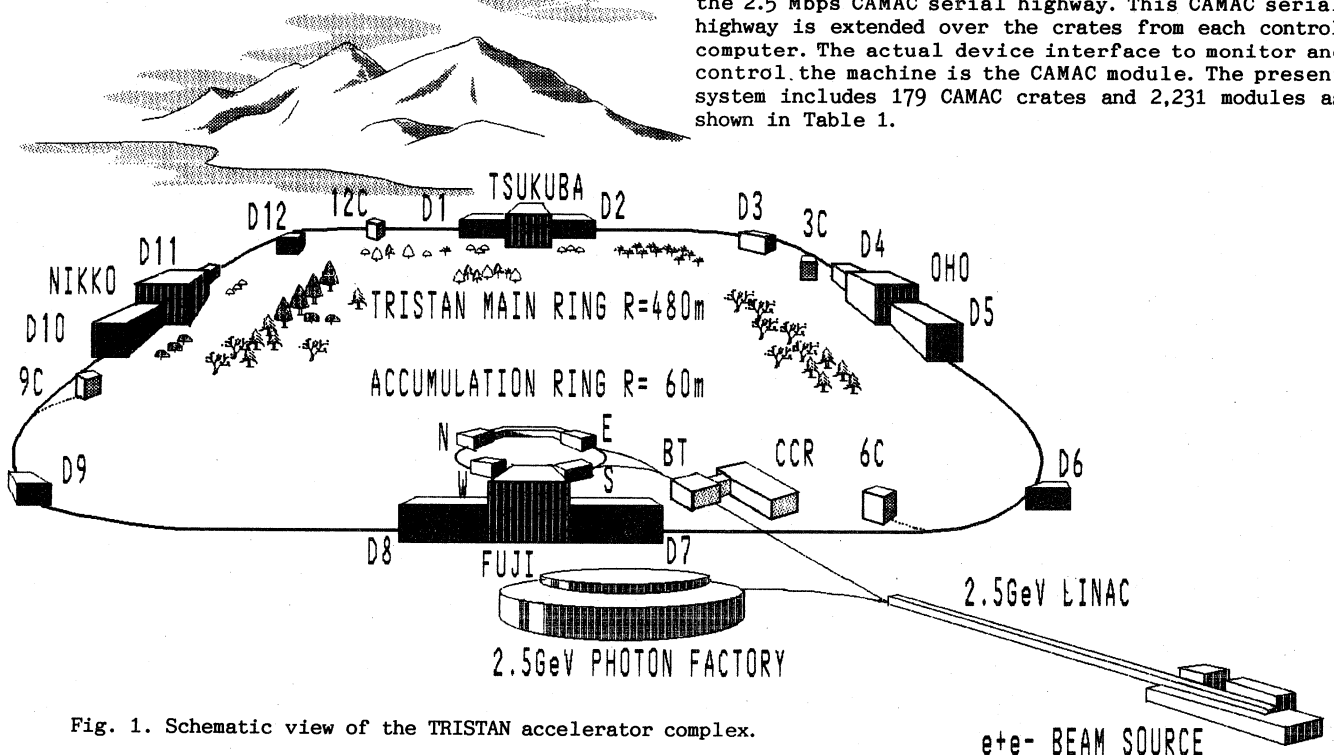 the 2.5 Mbps CAMAC serial highway. This CAMAC serial
highway is extended over the crates from each control
computer. The actual device interface to monitor and
control the machine is the CAMAC module. The present
system includes 179 CAMAC crates and 2,231 modules as
shown in Table 1.
TSUKUBA
D12
12C
D1
D2
D3
3C
D4
OHO
D5
D11
NIKKO
D10
9C
TRISTAN MAIN RING R=480m
ACCUMULATION RING R= 60m
N
E
W
S
BT
CCR
6C
D6
D9
D8
FUJI
D7
2.5GeV LINAC
2.5GeV PHOTON FACTORY
Fig. 1. Schematic view of the TRISTAN accelerator complex.
e+e- BEAM SOURCE